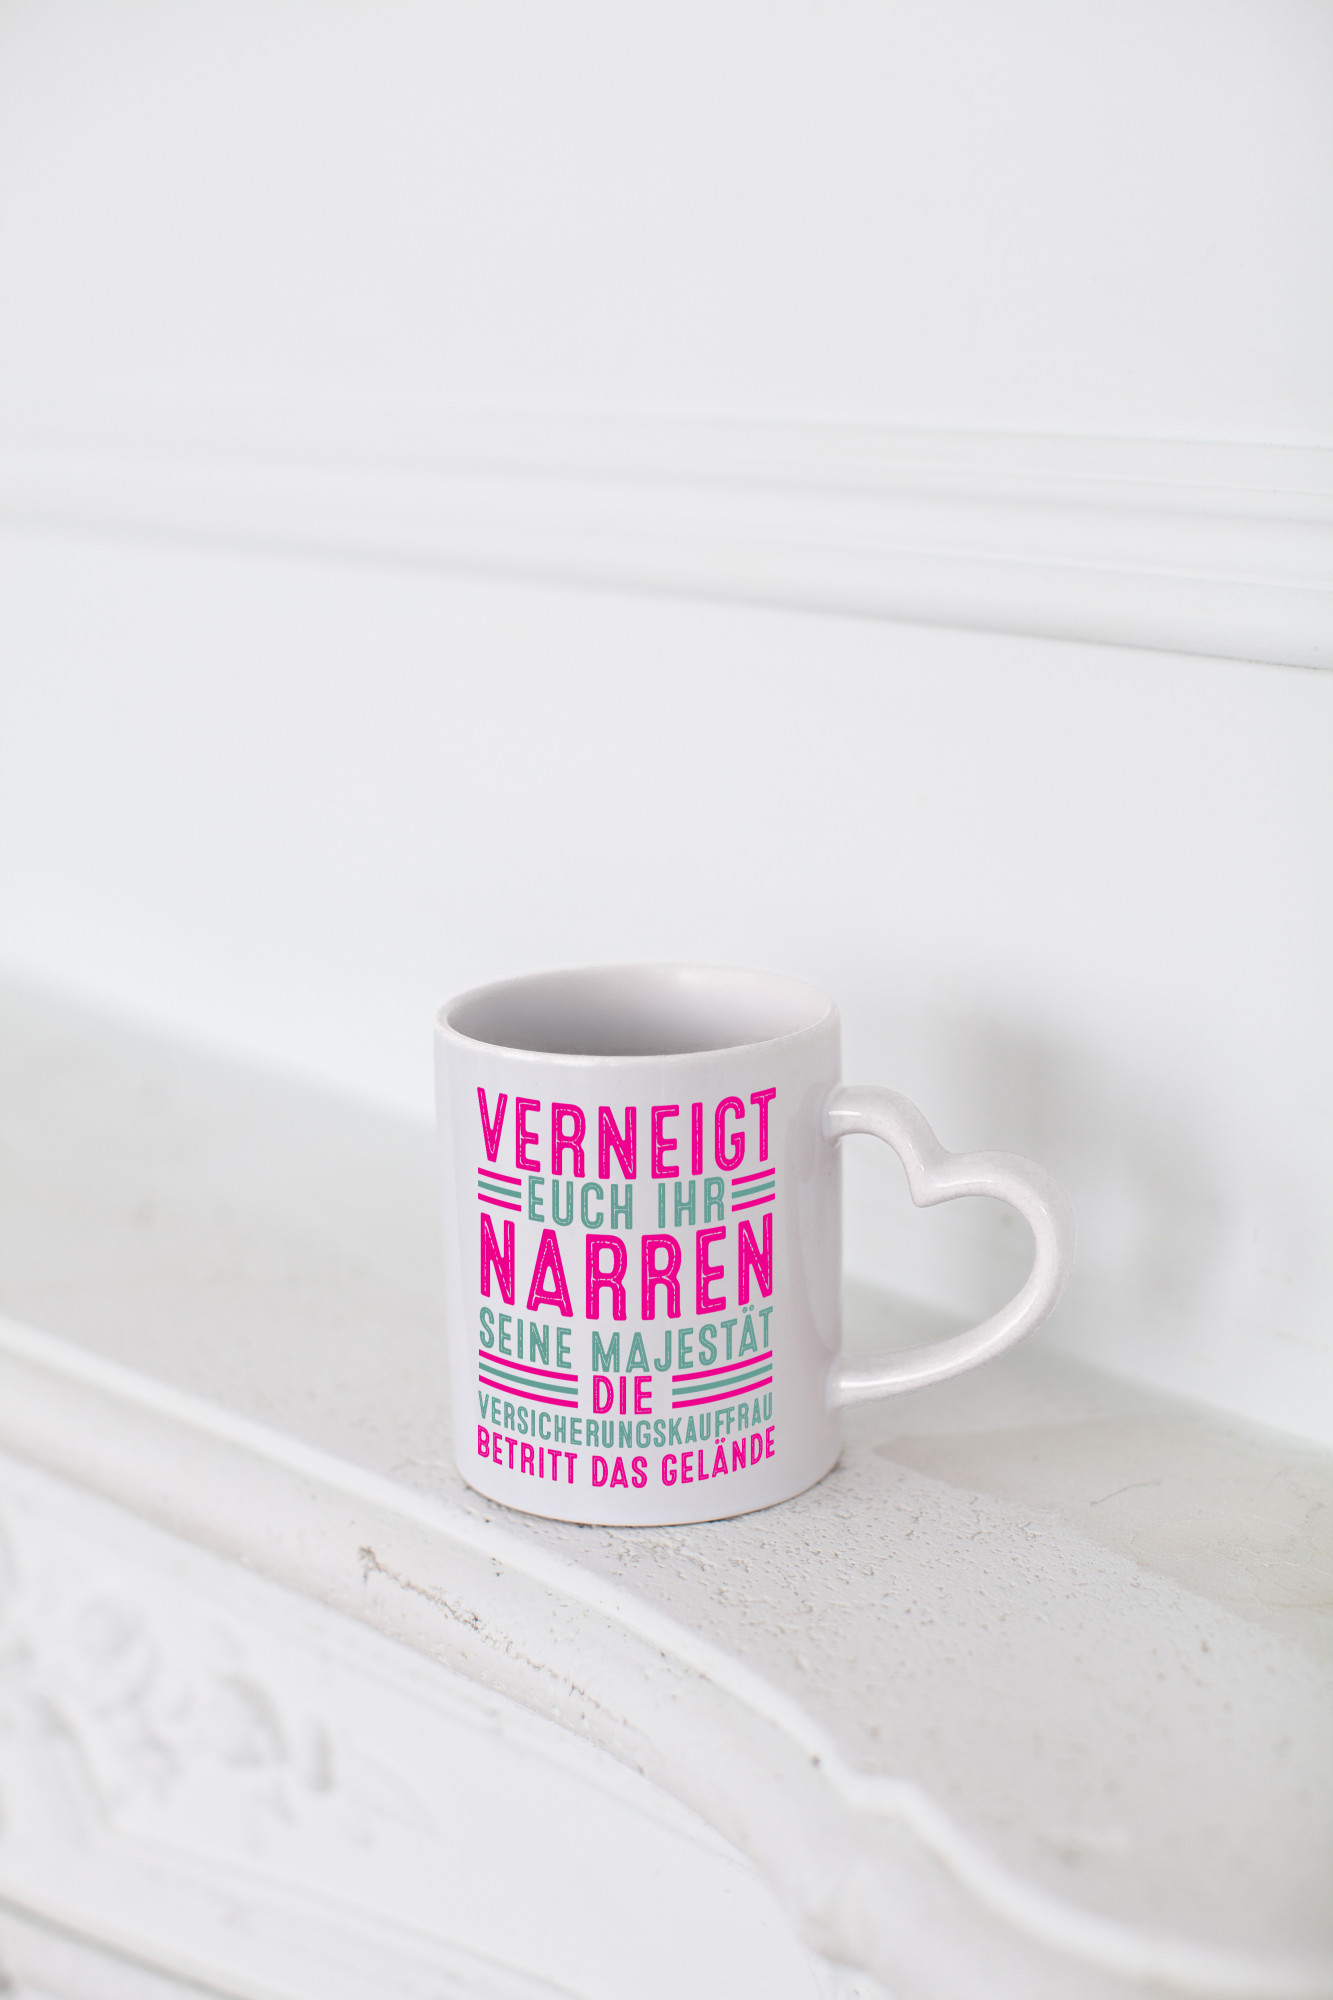 VERNEIGT
EUCH IHR
NARREN
SEINE MAJESTÄT
DIE
VERSICHERUNGSKAUFFRAU
BETRITT DAS GELÄNDE